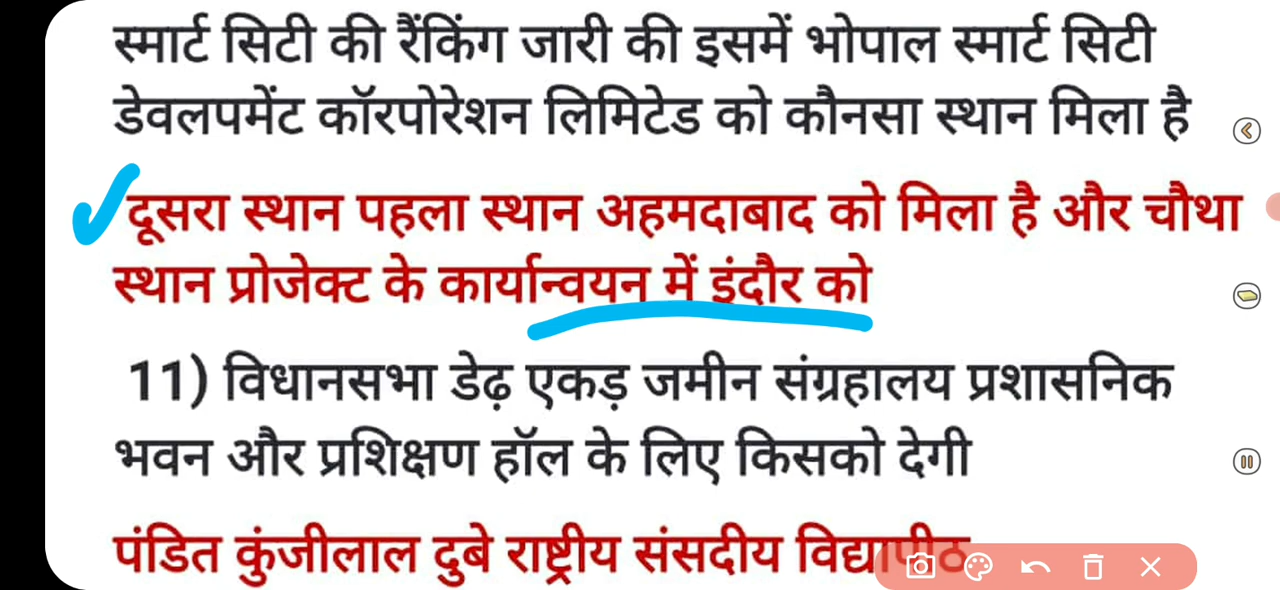 स्मार्ट सिटी की रैंकिंग जारी की इसमें भोपाल स्मार्ट सिटी
डेवलपमेंट कॉरपोरेशन लिमिटेड को कौनसा स्थान मिला है
दूसरा स्थान पहला स्थान अहमदाबाद को मिला है और चौथा
स्थान प्रोजेक्ट के कार्यान्वयन में इंदौर को
11) विधानसभा डेढ़ एकड़ जमीन संग्रहालय प्रशासनिक
भवन और प्रशिक्षण हॉल के लिए किसको देगी
पंडित कुंजीलाल दुबे राष्ट्रीय संसदीय विद्यापीठ